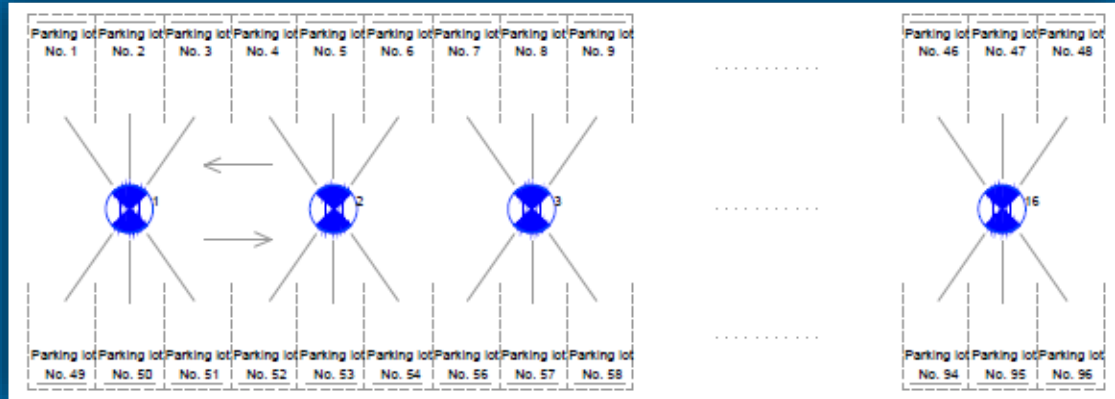 Parking lot Parking lot Parking lot Parking lot Parking lot Parking lot Parking lot Parking lot Parking lot Parking lot Parking lot Parking lot
No. 1 No. 2 No. 3 No. 4 No. 5 No. 6 No. 7 No. 8 No. 9 No. 46 No. 47 No. 48
1 2 3 16
Parking lot Parking lot Parking lot Parking lot Parking lot Parking lot Parking lot Parking lot Parking lot Parking lot Parking lot Parking lot
No. 49 No. 50 No. 51 No. 52 No. 53 No. 54 No. 56 No. 57 No. 58 No. 94 No. 95 No. 96